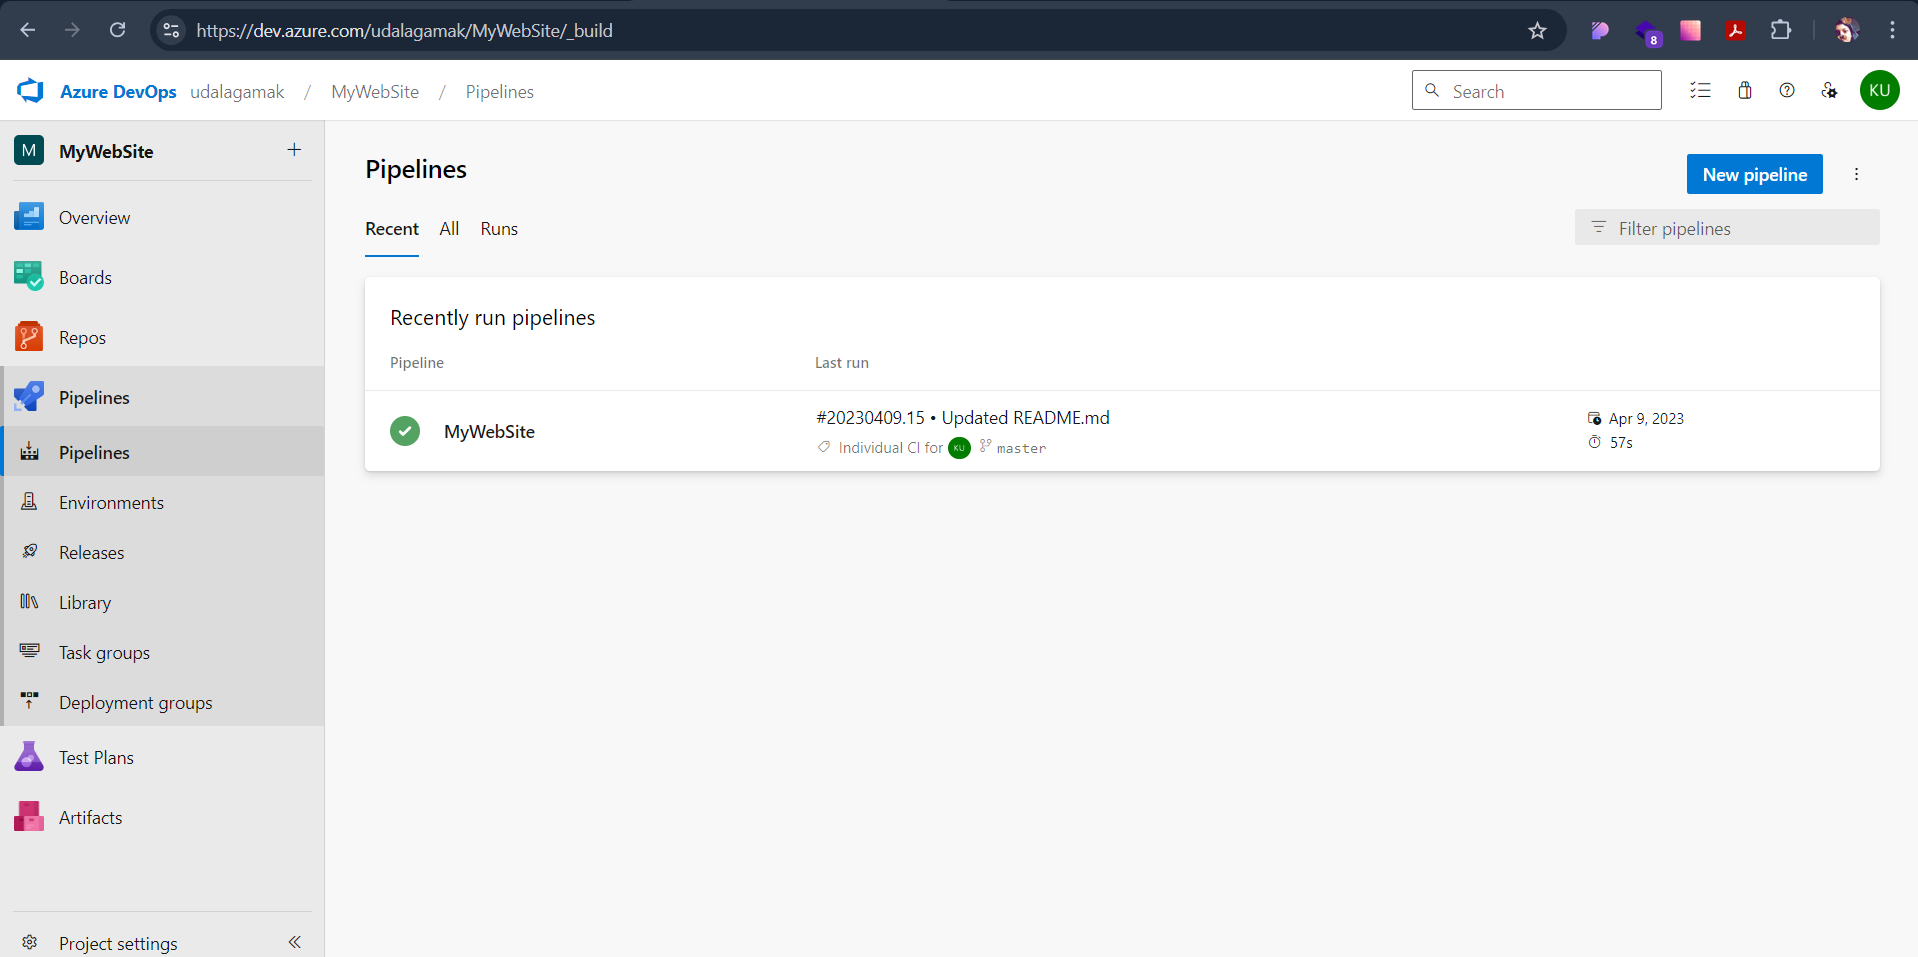 https://dev.azure.com/udalagamak/MyWebSite/_build
8
Azure DevOps udalagamak / MyWebSite / Pipelines
Search
KU
M MyWebSite
Overview
Boards
Repos
Pipelines
Pipelines
Environments
Releases
Library
Task groups
Deployment groups
Test Plans
Artifacts
Project settings
Pipelines
New pipeline
Recent All Runs
Filter pipelines
Recently run pipelines
Pipeline Last run
MyWebSite
#20230409.15 • Updated README.md
Individual CI for KU master
Apr 9, 2023
57s